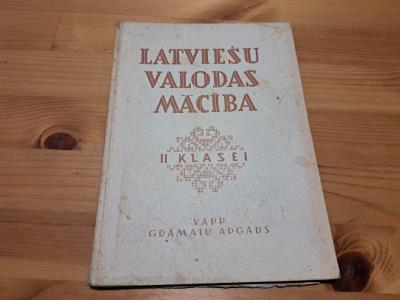 LATVIEŠU
VALODAS
MĀCĪBA
II KLASEI
VAPP
GRĀMATU APGĀDS